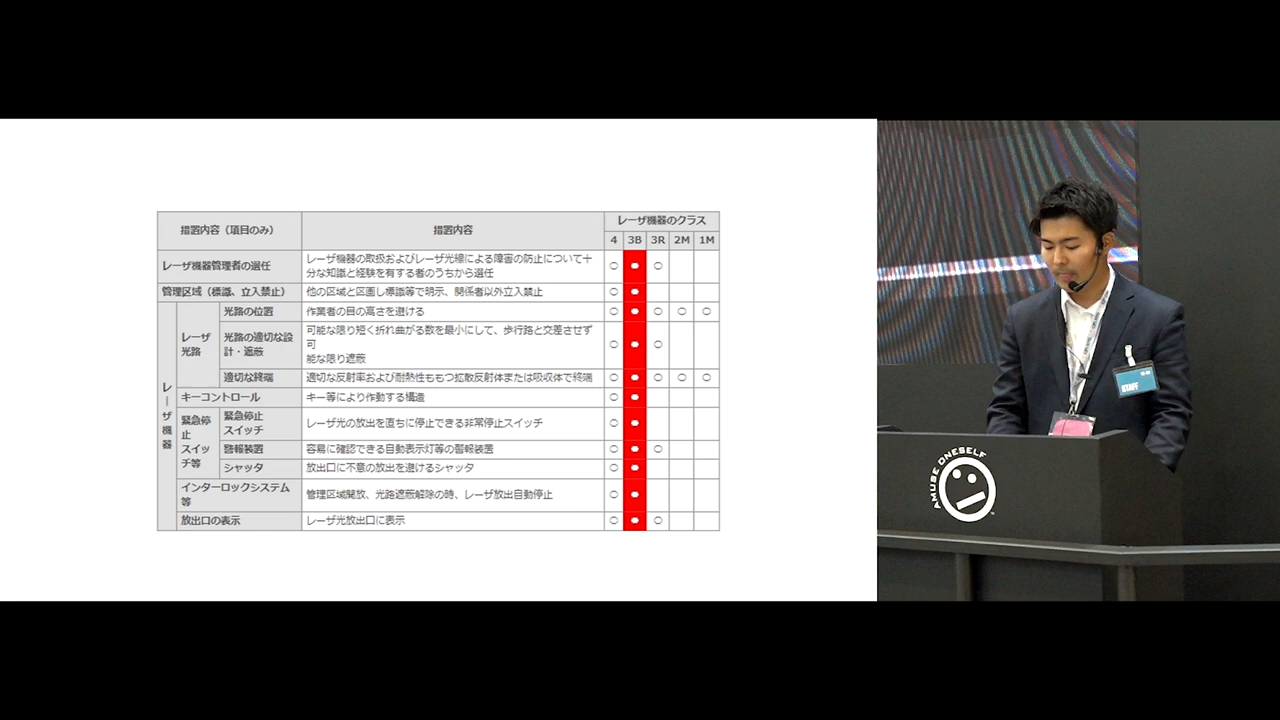 措置内容（項目のみ） 措置内容 レーザ機器のクラス
4 3B 3R 2M 1M
レーザ機器管理者の選任 レーザ機器の取扱およびレーザ光線による障害の防止について十
分な知識と経験を有する者のうちから選任 ○ ○ ○
管理区域（標識、立入禁止） 他の区域と区画し標識等で明示、関係者以外立入禁止 ○ ○
レーザ機器
レーザ
光路
光路の位置 作業者の目の高さを避ける ○ ○ ○ ○ ○
光路の適切な設
計・遮蔽
可能な限り短く折れ曲がる数を最小にして、歩行路と交差させず
可
能な限り遮蔽 ○ ○ ○
適切な終端 適切な反射率および耐熱性ももつ拡散反射体または吸収体で終端 ○ ○ ○ ○ ○
キーコントロール キー等により作動する構造 ○ ○
緊急停
止
スイッ
チ等
緊急停止
スイッチ
レーザ光の放出を直ちに停止できる非常停止スイッチ ○ ○
警報装置 容易に確認できる自動表示灯等の警報装置 ○ ○ ○
シャッタ 放出口に不意の放出を避けるシャッタ ○ ○
インターロックシステム
等
管理区域開放、光路遮蔽解除の時、レーザ放出自動停止 ○ ○
放出口の表示 レーザ光放出口に表示 ○ ○ ○
STAFF
AMUSE ONESELF